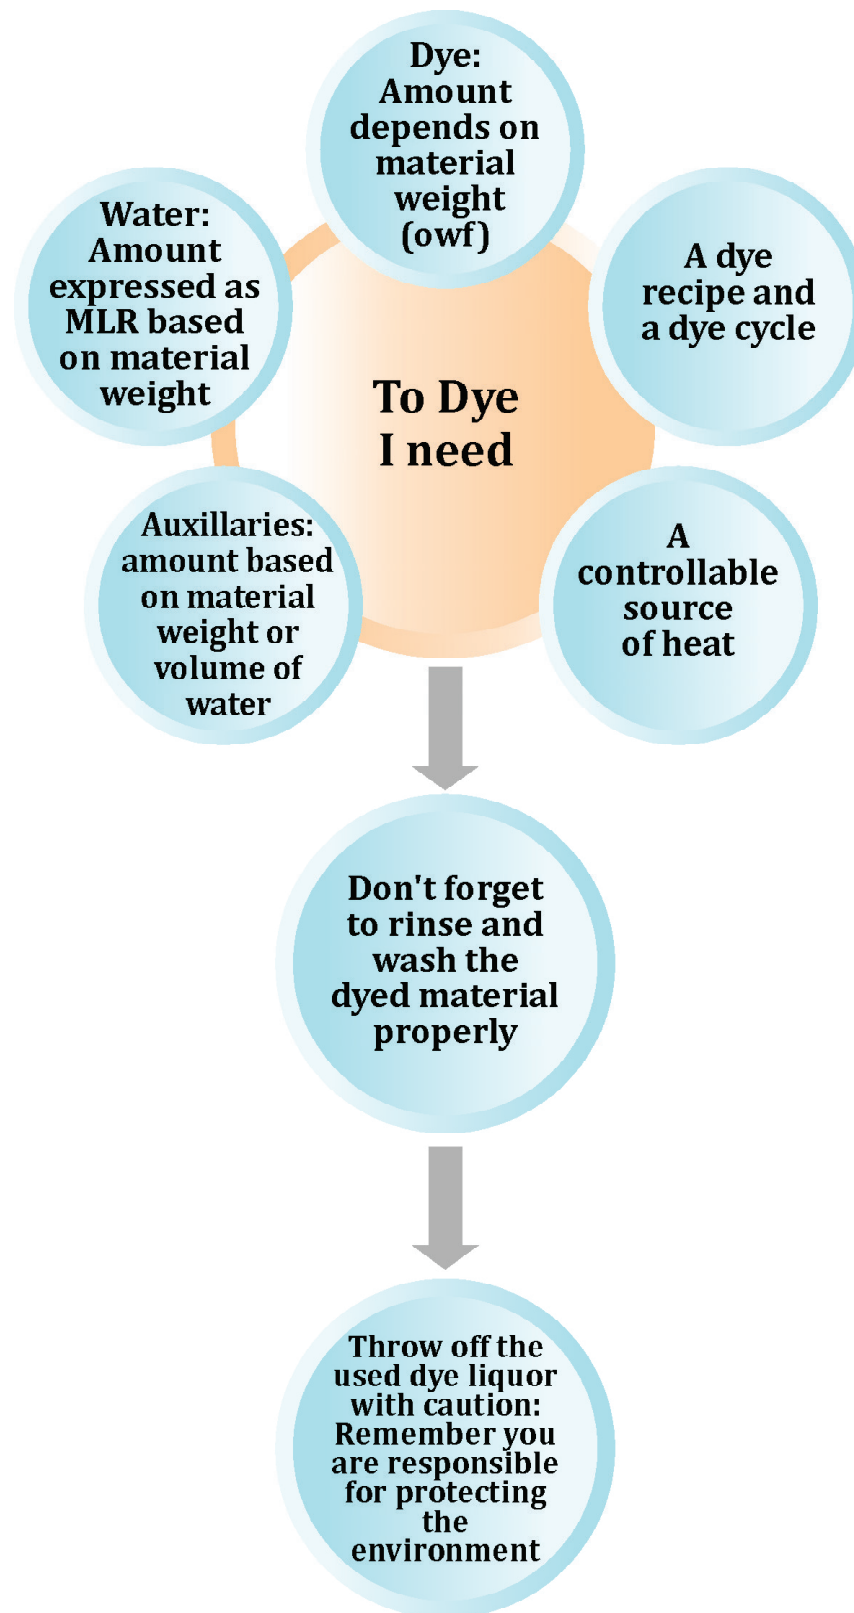 Dye:
Amount
depends on
material
weight
(owf)
Water:
Amount
expressed as
MLR based
on material
weight
A dye
recipe and
a dye cycle
To Dye
I need
Auxillaries:
amount based
on material
weight or
volume of
water
A
controllable
source
of heat
Don't forget
to rinse and
wash the
dyed material
properly
Throw off the
used dye liquor
with caution:
Remember you
are responsible
for protecting
the
environment